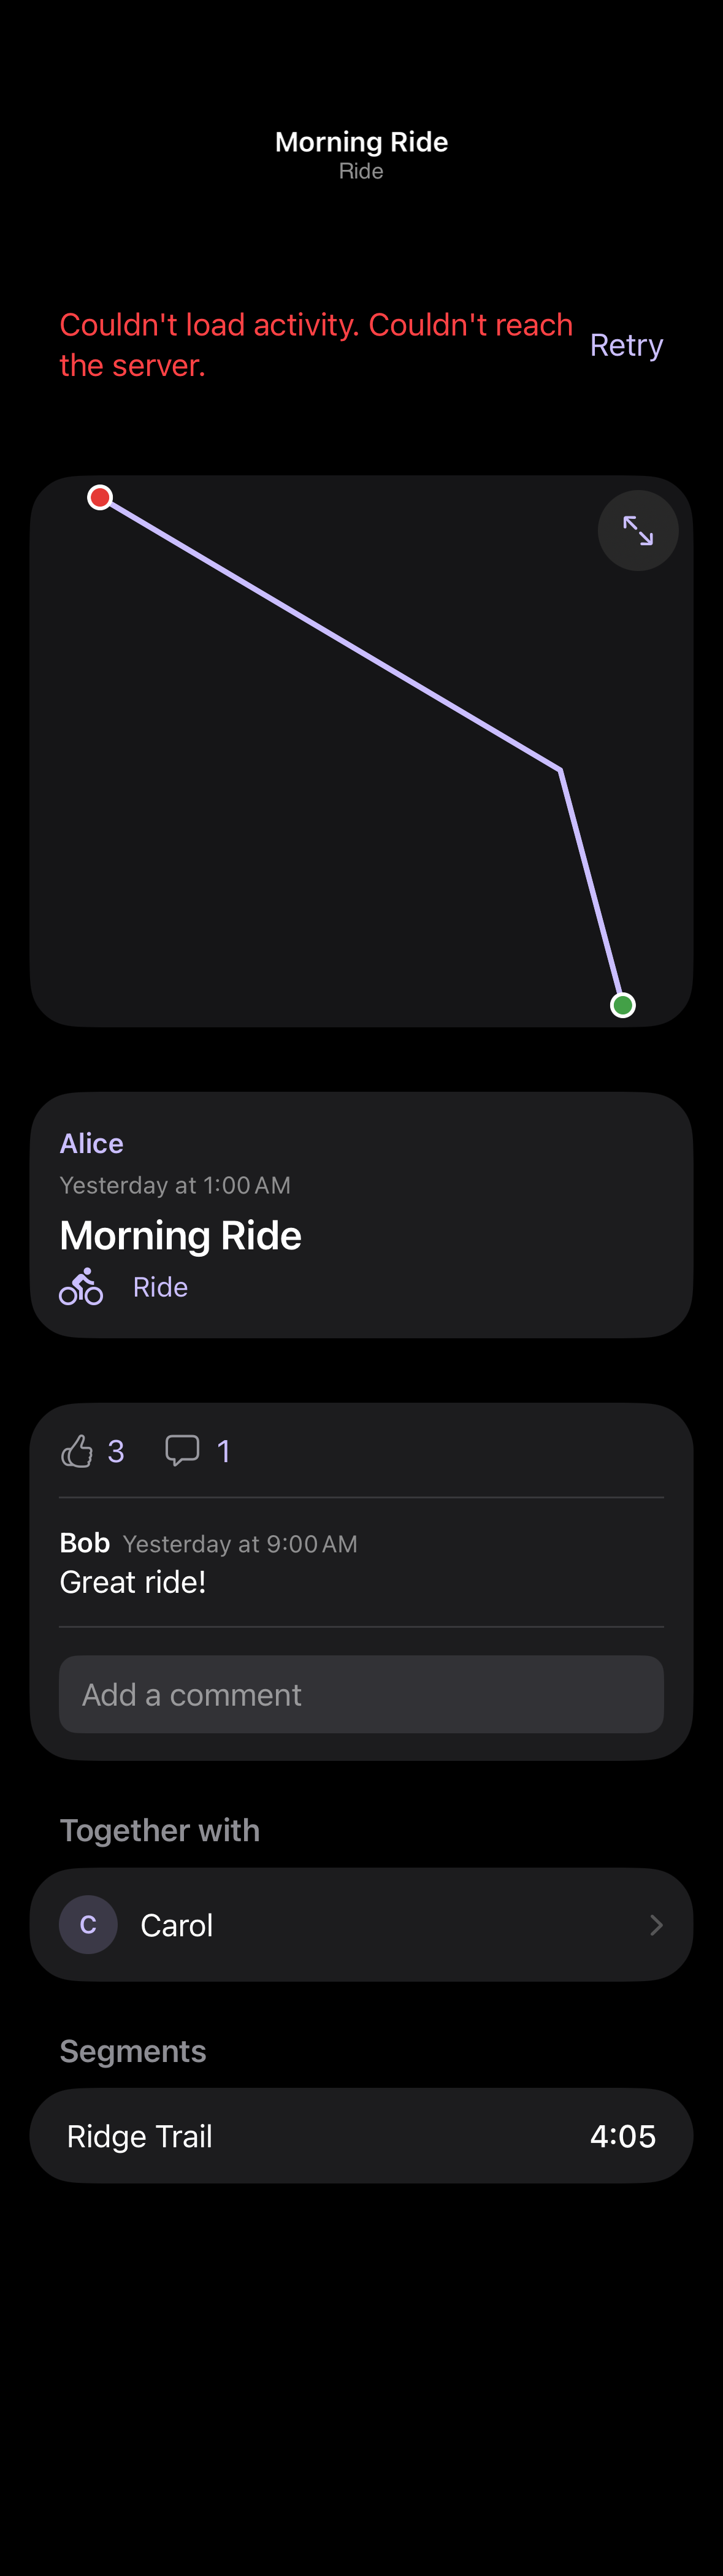 Morning Ride
Ride
Couldn't load activity. Couldn't reach
the server.
Retry
Alice
Yesterday at 1:00 AM
Morning Ride
Ride
3
1
Bob Yesterday at 9:00 AM
Great ride!
Add a comment
Together with
C
Carol
Segments
Ridge Trail
4:05